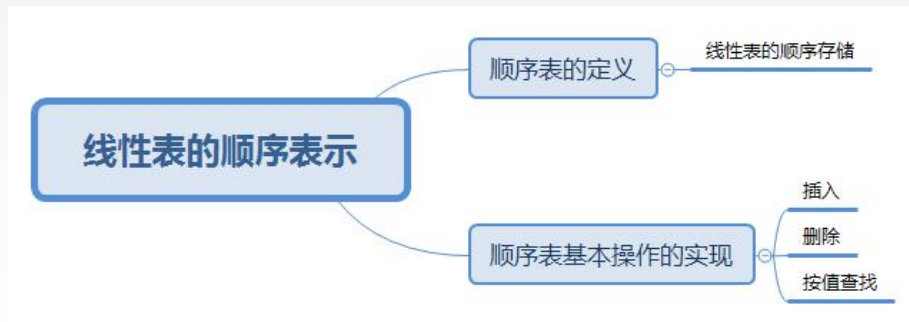 线性表的顺序表示
顺序表的定义
线性表的顺序存储
顺序表基本操作的实现
插入
删除
按值查找